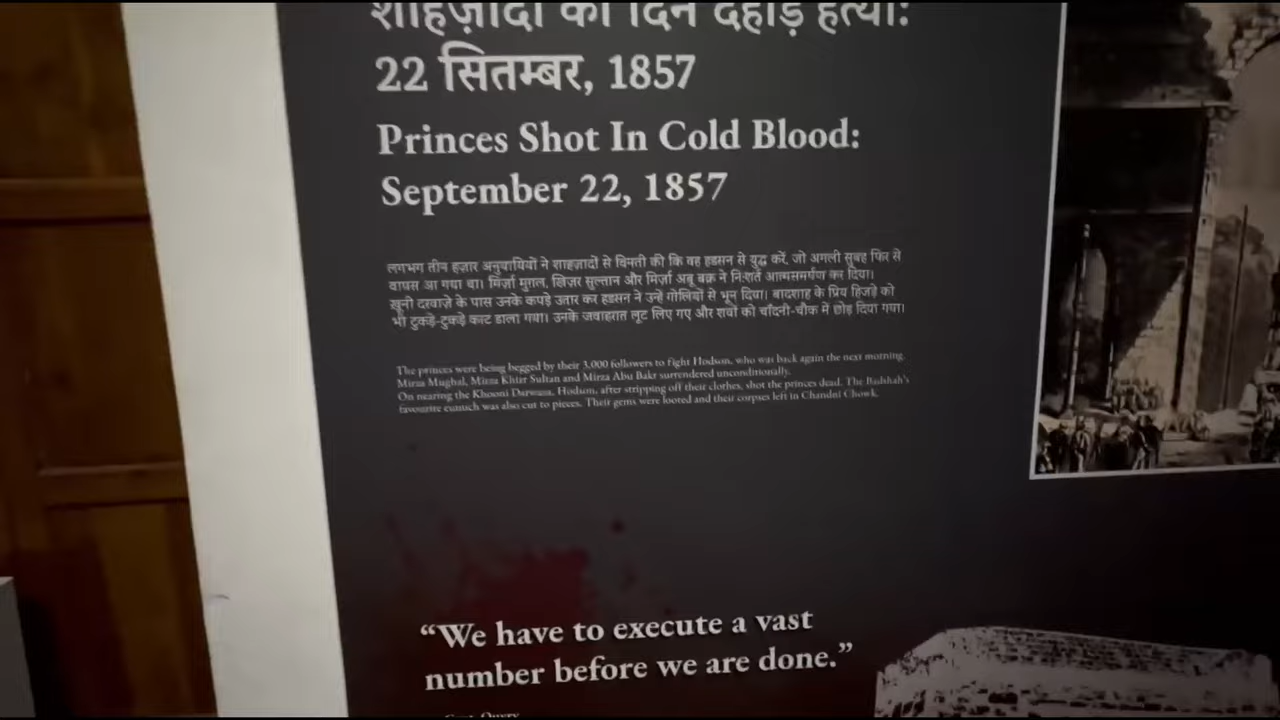 शाहज़ादों की दिन दहाड़े हत्या:
22 सितम्बर, 1857
Princes Shot In Cold Blood:
September 22, 1857
लगभग तीन हज़ार अनुयायियों ने शाहज़ादों से विनती की कि वह हडसन से युद्ध करें, जो अगली सुबह फिर से
वापस आ गया था। मिर्ज़ा मुग़ल, खिज़र सुल्तान और मिर्ज़ा अबू बक्र ने निःशर्त आत्मसमर्पण कर दिया।
खूनी दरवाज़े के पास उनके कपड़े उतार कर हडसन ने उन्हें गोलियों से भून दिया। बादशाह के प्रिय हिजड़े को
भी टुकड़े-टुकड़े काट डाला गया। उनके जवाहरात लूट लिए गए और शवों को चाँदनी-चौक में छोड़ दिया गया।
The princes were being begged by their 3,000 followers to fight Hodson, who was back again the next morning.
Mirza Mughal, Mirza Khizr Sultan and Mirza Abu Bakr surrendered unconditionally.
On nearing the Khooni Darwaza, Hodson, after stripping off their clothes, shot the princes dead. The Badshah's
favourite eunuch was also cut to pieces. Their gems were looted and their corpses left in Chandni Chowk.
“We have to execute a vast
number before we are done.”